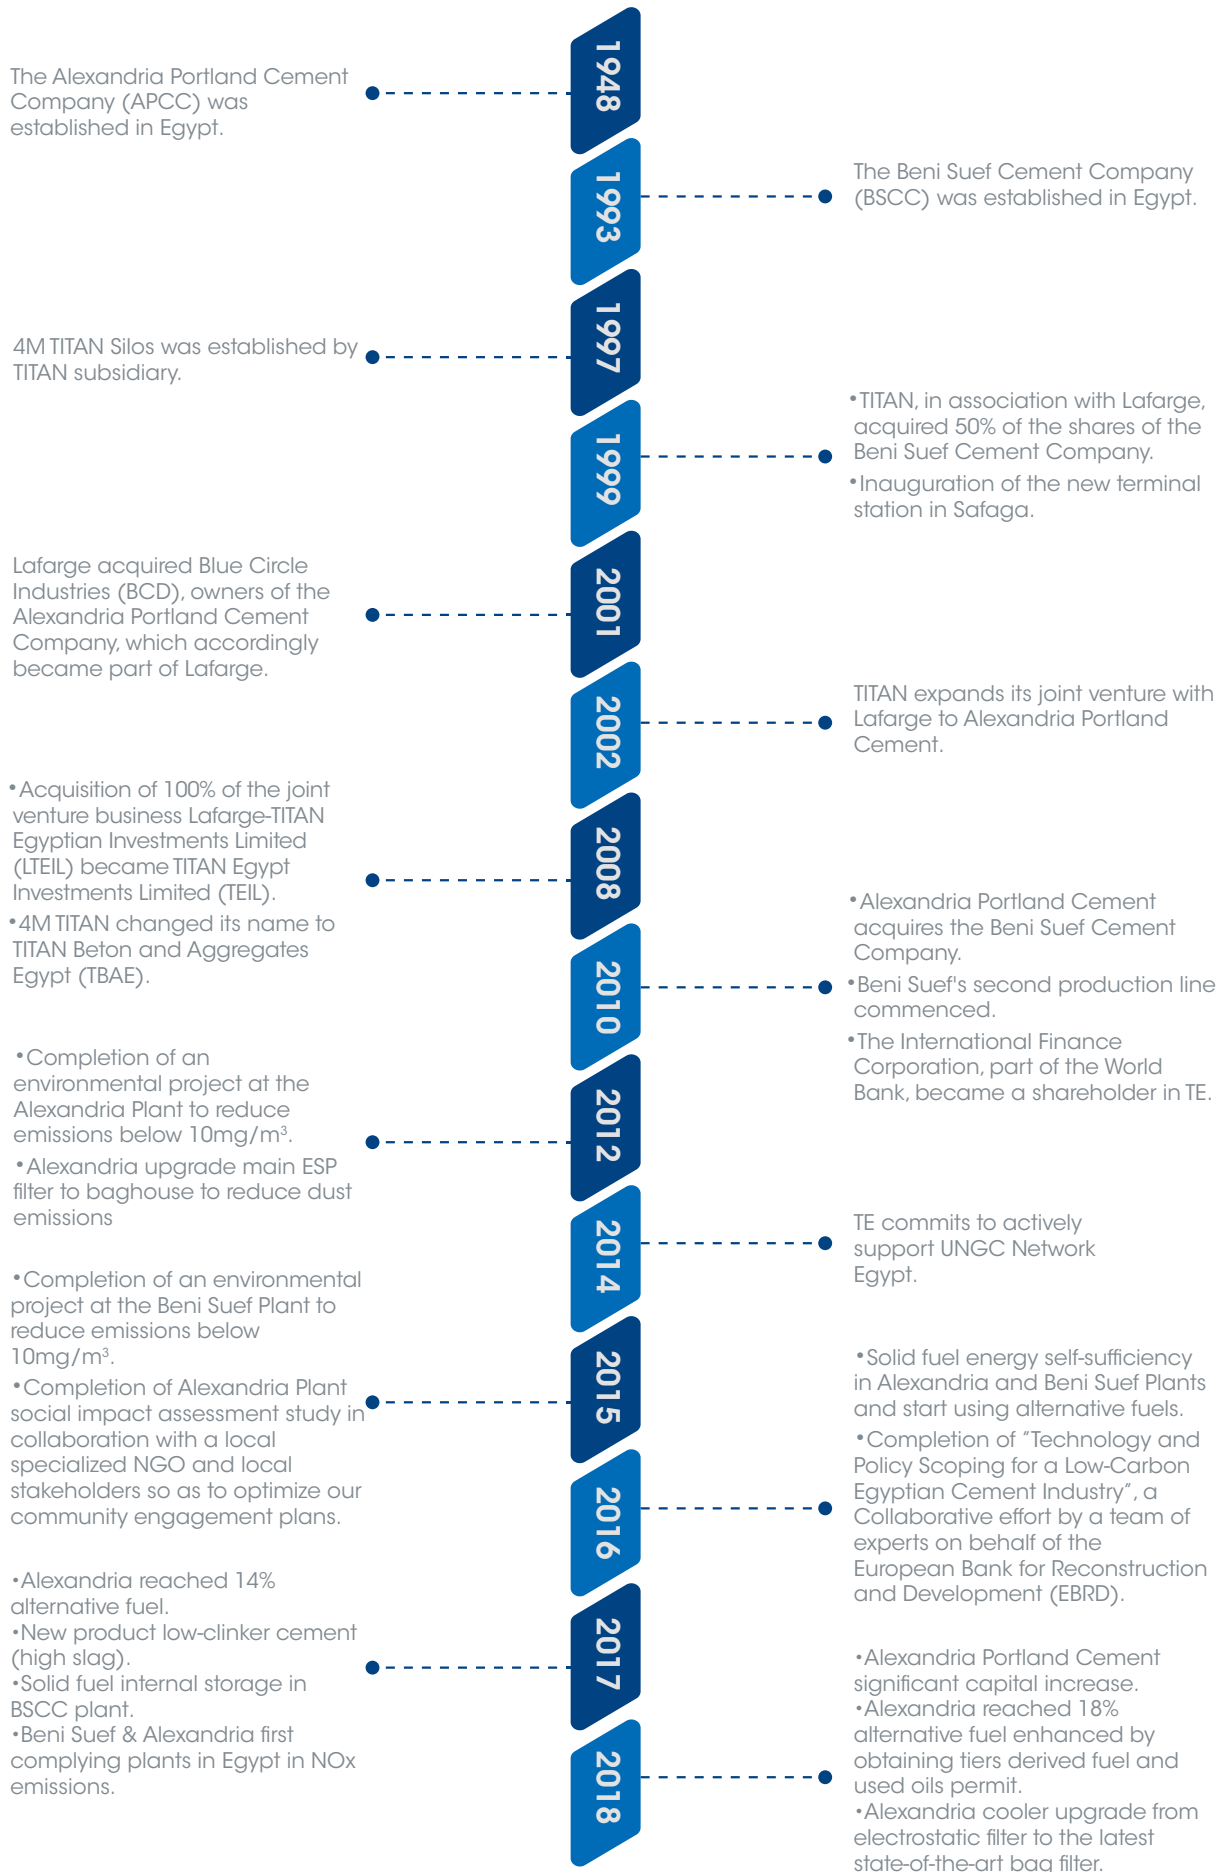 1948
The Alexandria Portland Cement
Company (APCC) was
established in Egypt.
1993
The Beni Suef Cement Company
(BSCC) was established in Egypt.
1997
4M TITAN Silos was established by
TITAN subsidiary.
1999
•TITAN, in association with Lafarge,
acquired 50% of the shares of the
Beni Suef Cement Company.
•Inauguration of the new terminal
station in Safaga.
2001
Lafarge acquired Blue Circle
Industries (BCD), owners of the
Alexandria Portland Cement
Company, which accordingly
became part of Lafarge.
2002
TITAN expands its joint venture with
Lafarge to Alexandria Portland
Cement.
2008
•Acquisition of 100% of the joint
venture business Lafarge-TITAN
Egyptian Investments Limited
(LTEIL) became TITAN Egypt
Investments Limited (TEIL).
•4M TITAN changed its name to
TITAN Beton and Aggregates
Egypt (TBAE).
2010
•Alexandria Portland Cement
acquires the Beni Suef Cement
Company.
•Beni Suef's second production line
commenced.
•The International Finance
Corporation, part of the World
Bank, became a shareholder in TE.
2012
•Completion of an
environmental project at the
Alexandria Plant to reduce
emissions below 10mg/m³.
•Alexandria upgrade main ESP
filter to baghouse to reduce dust
emissions
2014
TE commits to actively
support UNGC Network
Egypt.
2015
•Completion of an environmental
project at the Beni Suef Plant to
reduce emissions below
10mg/m³.
•Completion of Alexandria Plant
social impact assessment study in
collaboration with a local
specialized NGO and local
stakeholders so as to optimize our
community engagement plans.
2016
•Solid fuel energy self-sufficiency
in Alexandria and Beni Suef Plants
and start using alternative fuels.
•Completion of "Technology and
Policy Scoping for a Low-Carbon
Egyptian Cement Industry", a
Collaborative effort by a team of
experts on behalf of the
European Bank for Reconstruction
and Development (EBRD).
2017
•Alexandria reached 14%
alternative fuel.
•New product low-clinker cement
(high slag).
•Solid fuel internal storage in
BSCC plant.
•Beni Suef & Alexandria first
complying plants in Egypt in NOx
emissions.
2018
•Alexandria Portland Cement
significant capital increase.
•Alexandria reached 18%
alternative fuel enhanced by
obtaining tiers derived fuel and
used oils permit.
•Alexandria cooler upgrade from
electrostatic filter to the latest
state-of-the-art bag filter.